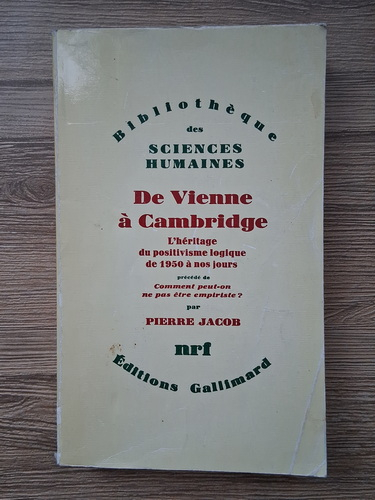 Bibliothèque
des
SCIENCES
HUMAINES
De Vienne
à Cambridge
L'héritage
du positivisme logique
de 1950 à nos jours
précédé de
Comment peut-on
ne pas être empiriste ?
par
PIERRE JACOB
nrf
Éditions Gallimard